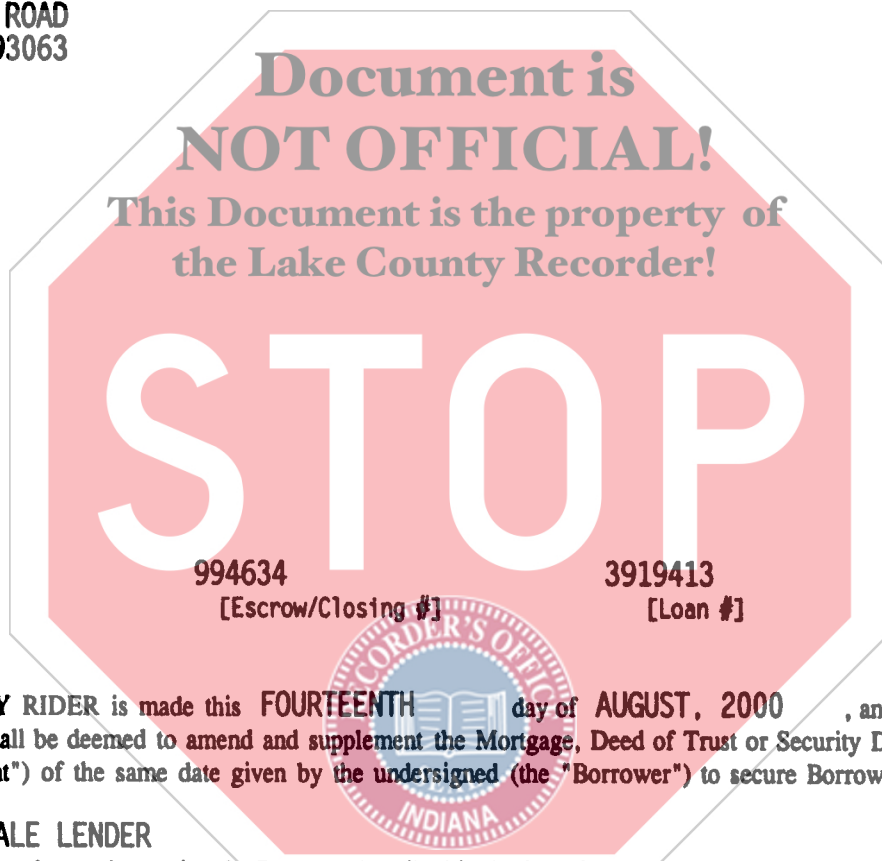 ROAD
93063
Document is
NOT OFFICIAL!
This Document is the property of
the Lake County Recorder!
STOP
994634 3919413
[Escrow/Closing #] [Loan #]
RECORDER'S OFFIC
Y RIDER is made this FOURTEENTH day of AUGUST, 2000 , an
all be deemed to amend and supplement the Mortgage, Deed of Trust or Security D
nt") of the same date given by the undersigned (the "Borrower") to secure Borrow
INDIANA
ALE LENDER